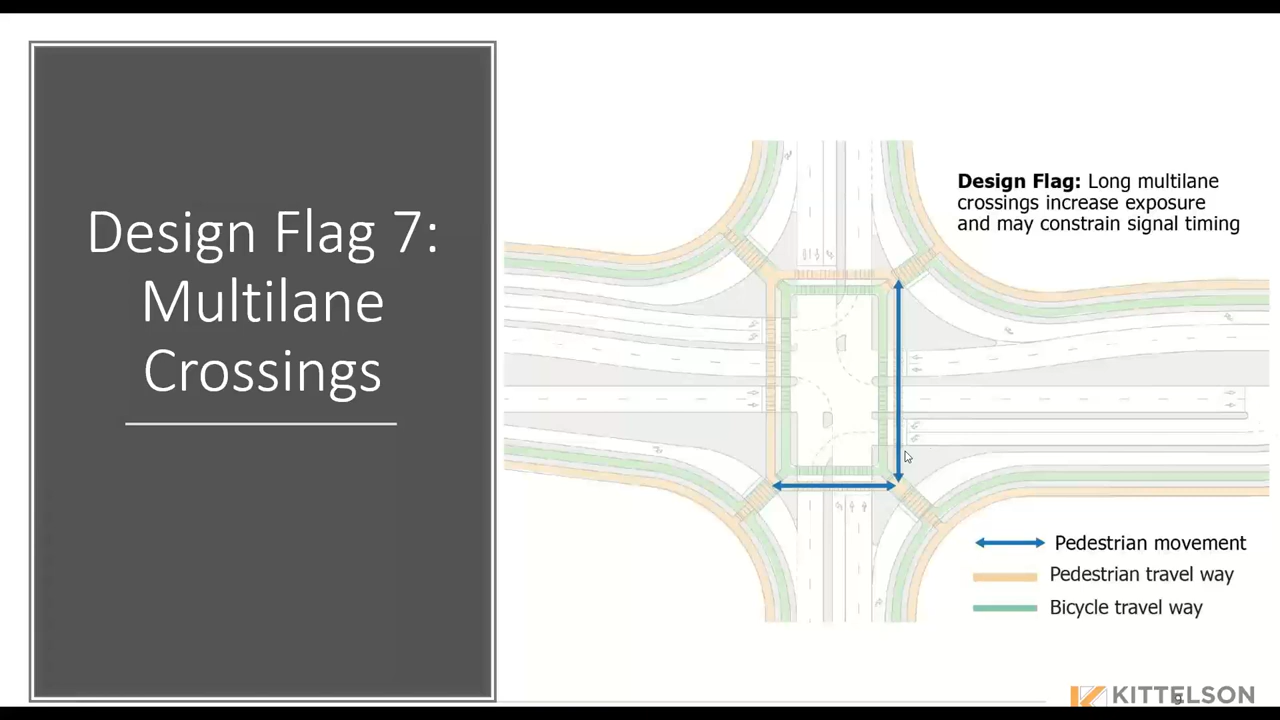 Design Flag 7:
Multilane
Crossings
Design Flag: Long multilane
crossings increase exposure
and may constrain signal timing
Pedestrian movement
Pedestrian travel way
Bicycle travel way
KITTELSON
9